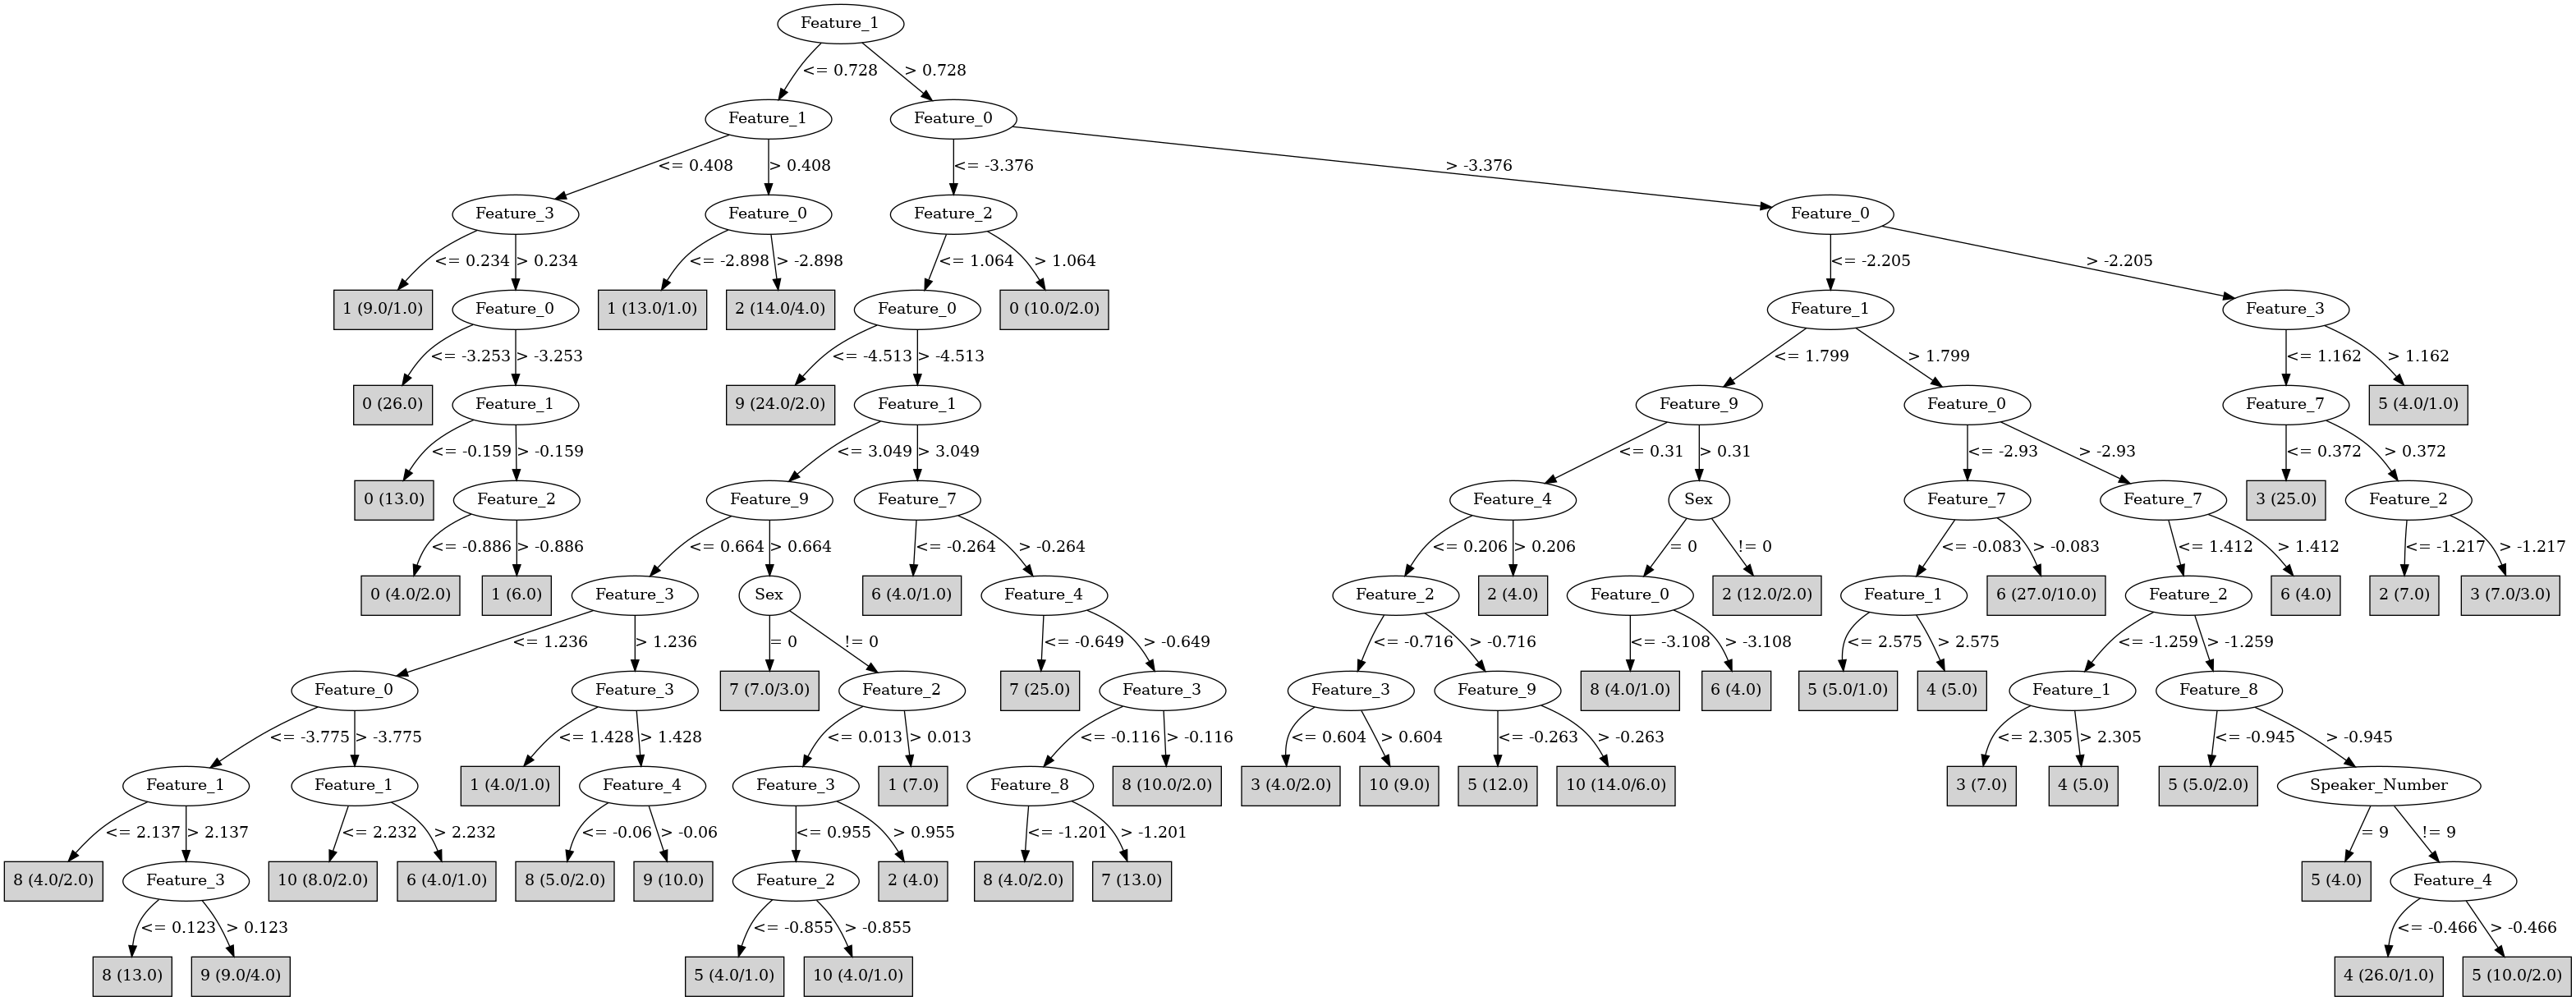 Feature_1
<= 0.728 > 0.728
Feature_1 Feature_0
<= 0.408 > 0.408 <= -3.376 > -3.376
Feature_3 Feature_0 Feature_2 Feature_0
<= 0.234 > 0.234 <= -2.898 > -2.898 <= 1.064 > 1.064 <= -2.205 > -2.205
1 (9.0/1.0) Feature_0 1 (13.0/1.0) 2 (14.0/4.0) Feature_0 0 (10.0/2.0) Feature_1 Feature_3
<= -3.253 > -3.253 <= -4.513 > -4.513 <= 1.799 > 1.799 <= 1.162 > 1.162
0 (26.0) Feature_1 9 (24.0/2.0) Feature_1 Feature_9 Feature_0 Feature_7 5 (4.0/1.0)
<= -0.159 > -0.159 <= 3.049 > 3.049 <= 0.31 > 0.31 <= -2.93 > -2.93 <= 0.372 > 0.372
0 (13.0) Feature_2 Feature_9 Feature_7 Feature_4 Sex Feature_7 Feature_7 3 (25.0) Feature_2
<= -0.886 > -0.886 <= 0.664 > 0.664 <= -0.264 > -0.264 <= 0.206 > 0.206 = 0 != 0 <= -0.083 > -0.083 <= 1.412 > 1.412 <= -1.217 > -1.217
0 (4.0/2.0) 1 (6.0) Feature_3 Sex 6 (4.0/1.0) Feature_4 Feature_2 2 (4.0) Feature_0 2 (12.0/2.0) Feature_1 6 (27.0/10.0) Feature_2 6 (4.0) 2 (7.0) 3 (7.0/3.0)
<= 1.236 > 1.236 = 0 != 0 <= -0.649 > -0.649 <= -0.716 > -0.716 <= -3.108 > -3.108 <= 2.575 > 2.575 <= -1.259 > -1.259
Feature_0 Feature_3 7 (7.0/3.0) Feature_2 7 (25.0) Feature_3 Feature_3 Feature_9 8 (4.0/1.0) 6 (4.0) 5 (5.0/1.0) 4 (5.0) Feature_1 Feature_8
<= -3.775 > -3.775 <= 1.428 > 1.428 <= 0.013 > 0.013 <= -0.116 > -0.116 <= 0.604 > 0.604 <= -0.263 > -0.263 <= 2.305 > 2.305 <= -0.945 > -0.945
Feature_1 Feature_1 1 (4.0/1.0) Feature_4 Feature_3 1 (7.0) Feature_8 8 (10.0/2.0) 3 (4.0/2.0) 10 (9.0) 5 (12.0) 10 (14.0/6.0) 3 (7.0) 4 (5.0) 5 (5.0/2.0) Speaker_Number
<= 2.137 > 2.137 <= 2.232 > 2.232 <= -0.06 > -0.06 <= 0.955 > 0.955 <= -1.201 > -1.201 = 9 != 9
8 (4.0/2.0) Feature_3 10 (8.0/2.0) 6 (4.0/1.0) 8 (5.0/2.0) 9 (10.0) Feature_2 2 (4.0) 8 (4.0/2.0) 7 (13.0) 5 (4.0) Feature_4
<= 0.123 > 0.123 <= -0.855 > -0.855 <= -0.466 > -0.466
8 (13.0) 9 (9.0/4.0) 5 (4.0/1.0) 10 (4.0/1.0) 4 (26.0/1.0) 5 (10.0/2.0)